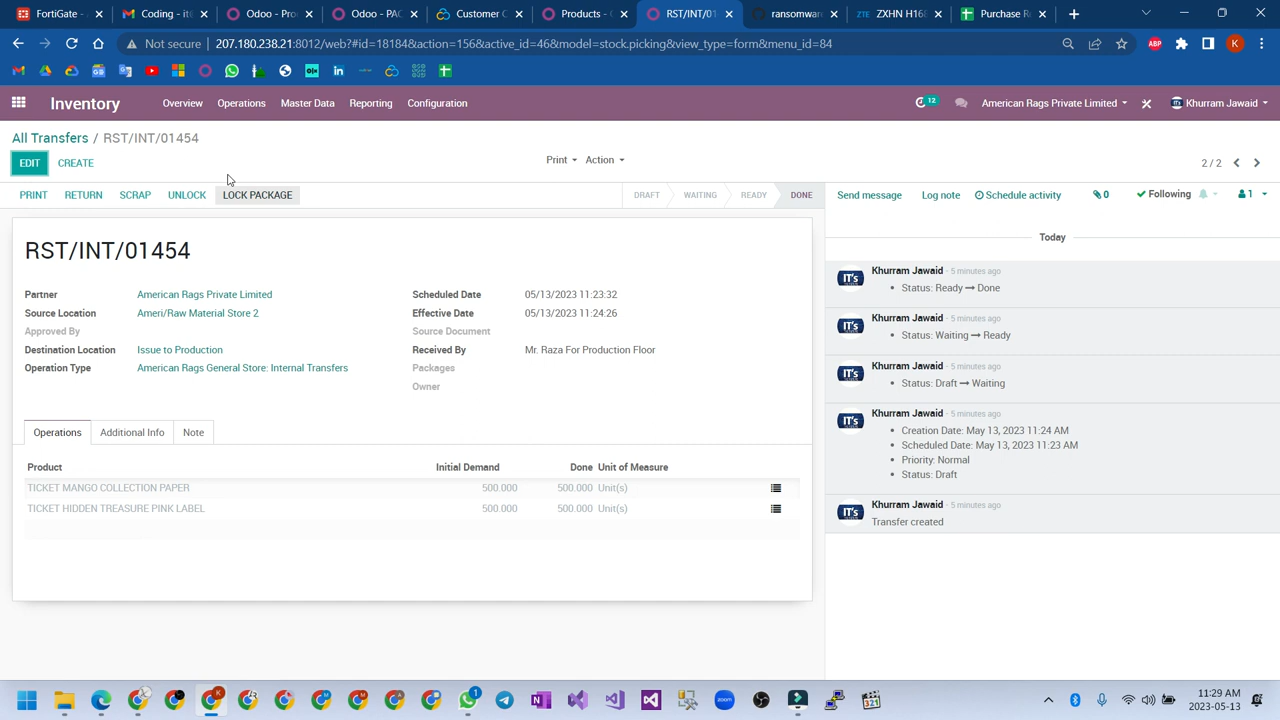 FortiGat
Coding - ite
Odoo
Odoo - PAC
Customer C
Products - C
RST/INT/01
ransomware
ZXHN H168
Purchase Re
Not secure
207.180.238.21:8012/web?#id=18184&action=156&active_id=46&model=stock.picking&view_type=form&menu_id=84
ABP
K
Inventory
Overview
Operations
Master Data
Reporting
Configuration
12
American Rags Private Limited
Khurram Jawaid
All Transfers / RST/INT/01454
EDIT
CREATE
Print
Action
2 / 2
PRINT
RETURN
SCRAP
UNLOCK
LOCK PACKAGE
DRAFT
WAITING
READY
DONE
Send message
Log note
Schedule activity
0
Following
1
RST/INT/01454
Partner American Rags Private Limited
Source Location Ameri/Raw Material Store 2
Approved By
Destination Location Issue to Production
Operation Type American Rags General Store: Internal Transfers
Scheduled Date 05/13/2023 11:23:32
Effective Date 05/13/2023 11:24:26
Source Document
Received By Mr. Raza For Production Floor
Packages
Owner
Operations
Additional Info
Note
Product Initial Demand Done Unit of Measure
TICKET MANGO COLLECTION PAPER 500.000 500.000 Unit(s)
TICKET HIDDEN TREASURE PINK LABEL 500.000 500.000 Unit(s)
Today
Khurram Jawaid - 5 minutes ago
Status: Ready → Done
Khurram Jawaid - 5 minutes ago
Status: Waiting → Ready
Khurram Jawaid - 5 minutes ago
Status: Draft → Waiting
Khurram Jawaid - 5 minutes ago
Creation Date: May 13, 2023 11:24 AM
Scheduled Date: May 13, 2023 11:23 AM
Priority: Normal
Status: Draft
Khurram Jawaid - 5 minutes ago
Transfer created
11:29 AM
2023-05-13